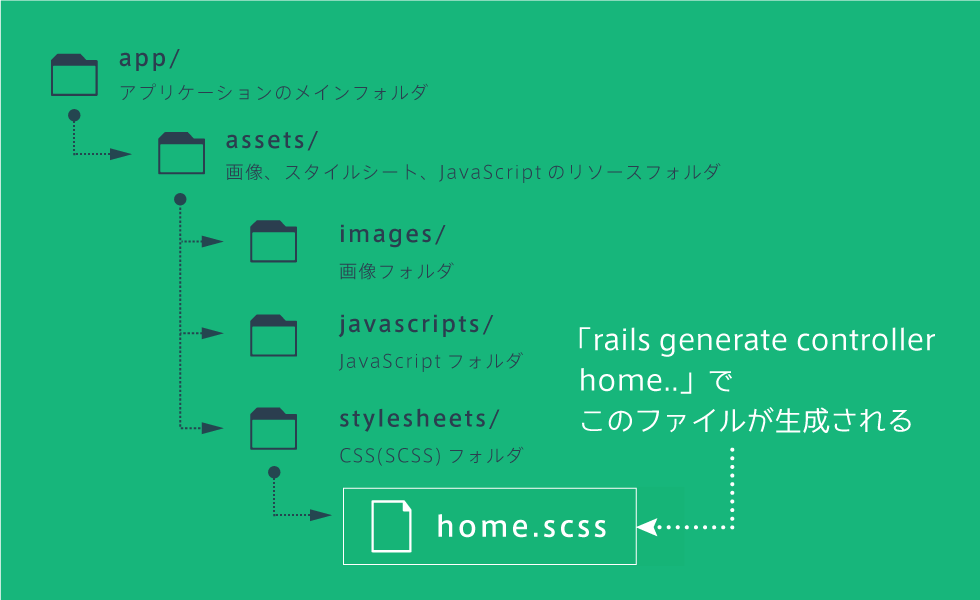 app/
アプリケーションのメインフォルダ
assets/
画像、スタイルシート、JavaScript のリソースフォルダ
images/
画像フォルダ
javascripts/
JavaScript フォルダ
「rails generate controller
home..」で
このファイルが生成される
stylesheets/
CSS(SCSS) フォルダ
home.scss